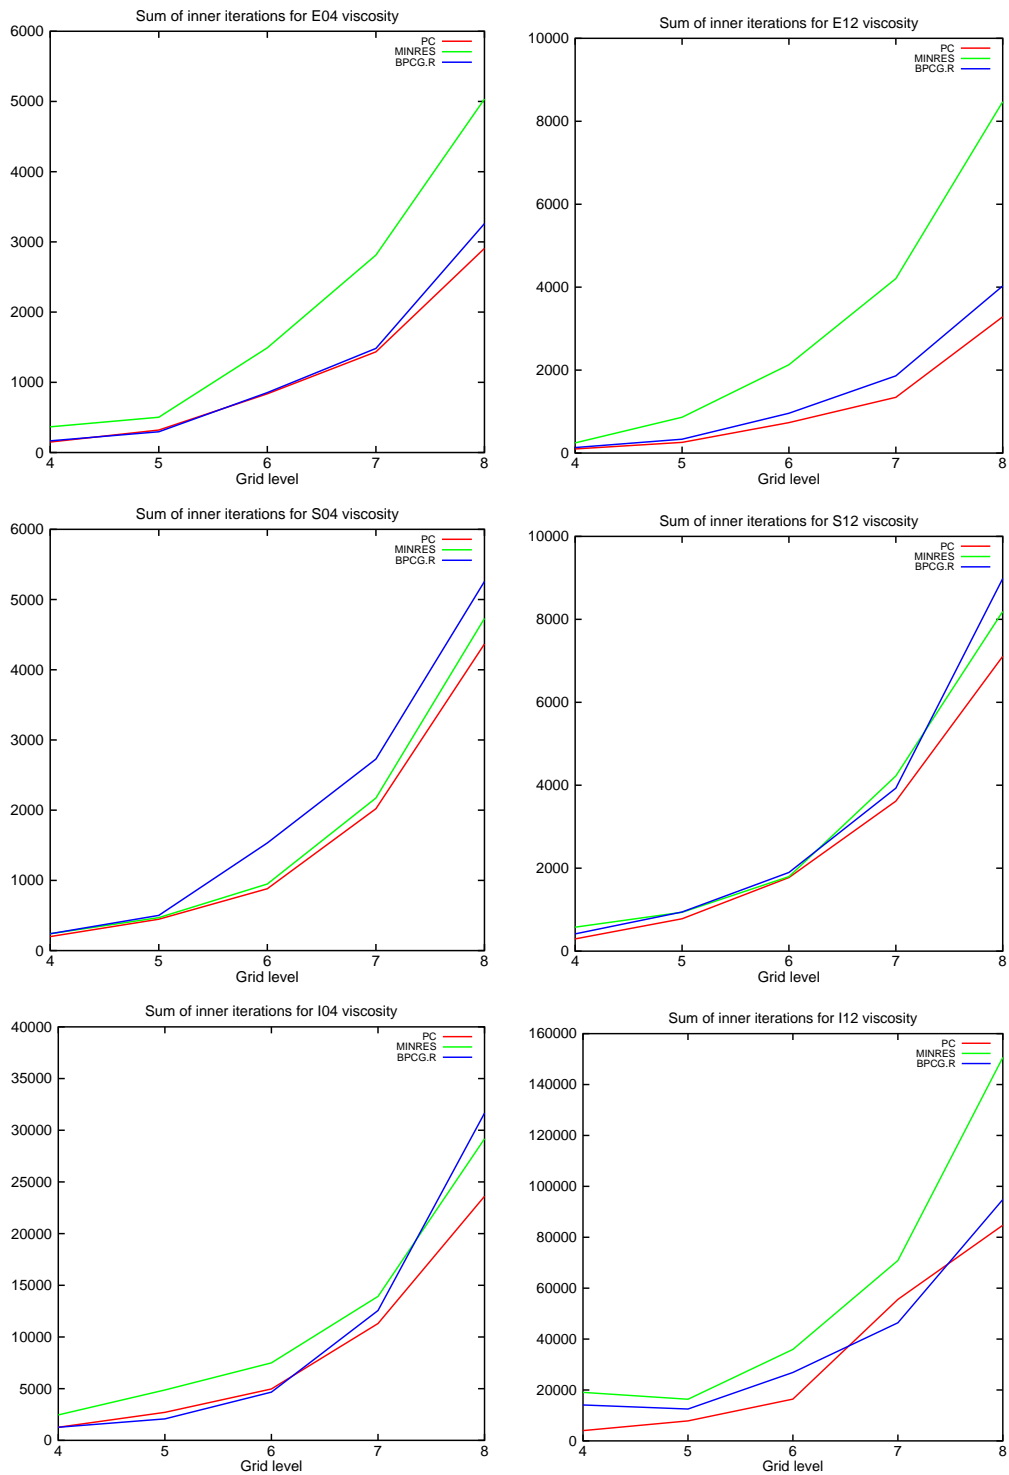 Sum of inner iterations for E04 viscosity
6000
5000
4000
3000
2000
1000
0
4 5 6 7 8
Grid level
PC
MINRES
BPCG.R
Sum of inner iterations for E12 viscosity
10000
8000
6000
4000
2000
0
4 5 6 7 8
Grid level
PC
MINRES
BPCG.R
Sum of inner iterations for S04 viscosity
6000
5000
4000
3000
2000
1000
0
4 5 6 7 8
Grid level
PC
MINRES
BPCG.R
Sum of inner iterations for S12 viscosity
10000
8000
6000
4000
2000
0
4 5 6 7 8
Grid level
PC
MINRES
BPCG.R
Sum of inner iterations for I04 viscosity
40000
35000
30000
25000
20000
15000
10000
5000
0
4 5 6 7 8
Grid level
PC
MINRES
BPCG.R
Sum of inner iterations for I12 viscosity
160000
140000
120000
100000
80000
60000
40000
20000
0
4 5 6 7 8
Grid level
PC
MINRES
BPCG.R